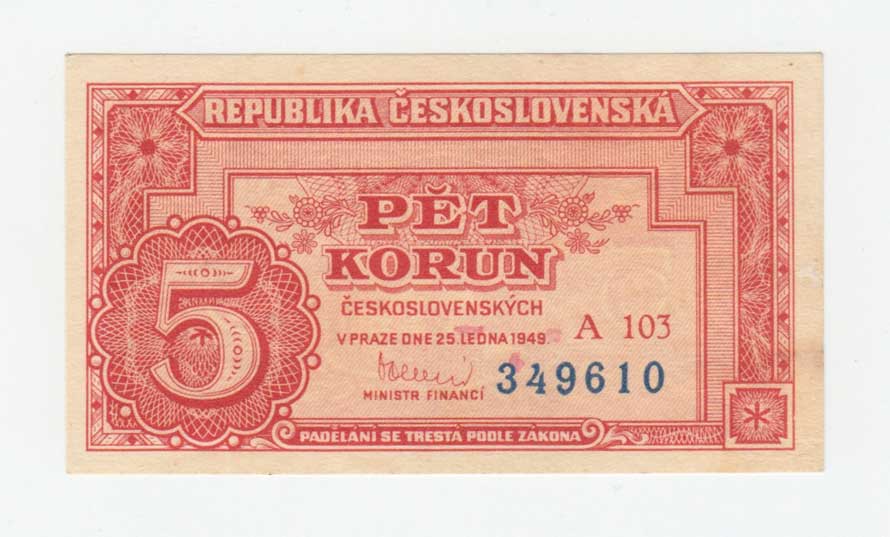 REPUBLIKA ČESKOSLOVENSKÁ
PĚT
KORUN
ČESKOSLOVENSKÝCH
V PRAZE DNE 25. LEDNA 1949.
A 103
349610
MINISTR FINANCÍ
5
PADĚLÁNÍ SE TRESTÁ PODLE ZÁKONA